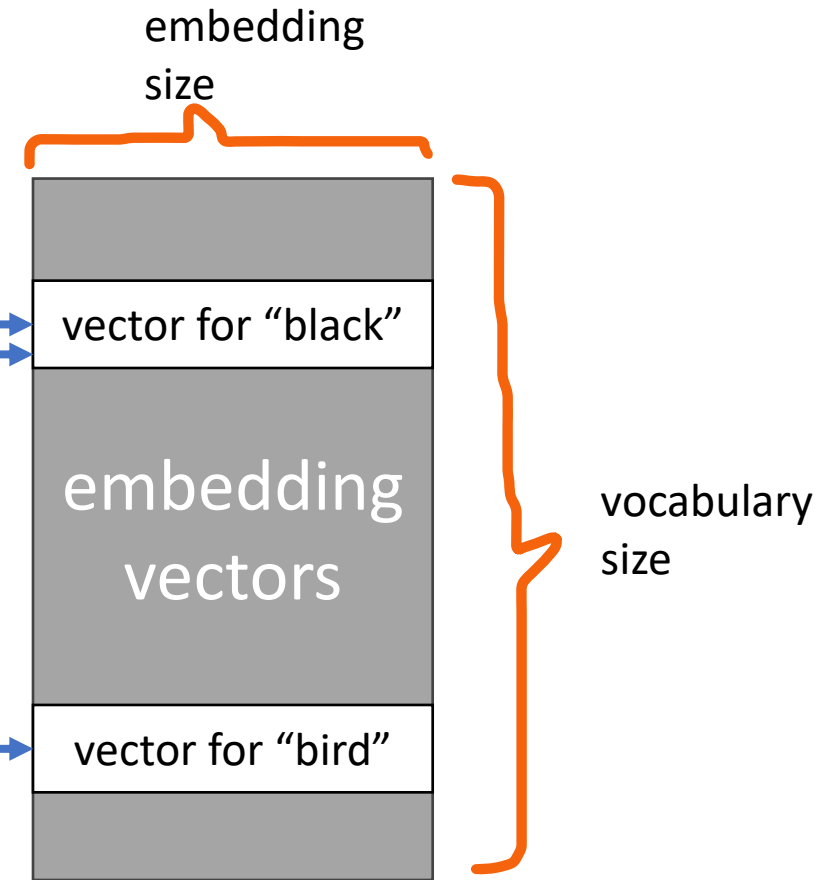 embedding
size
vector for “black”
embedding
vectors
vocabulary
size
vector for “bird”